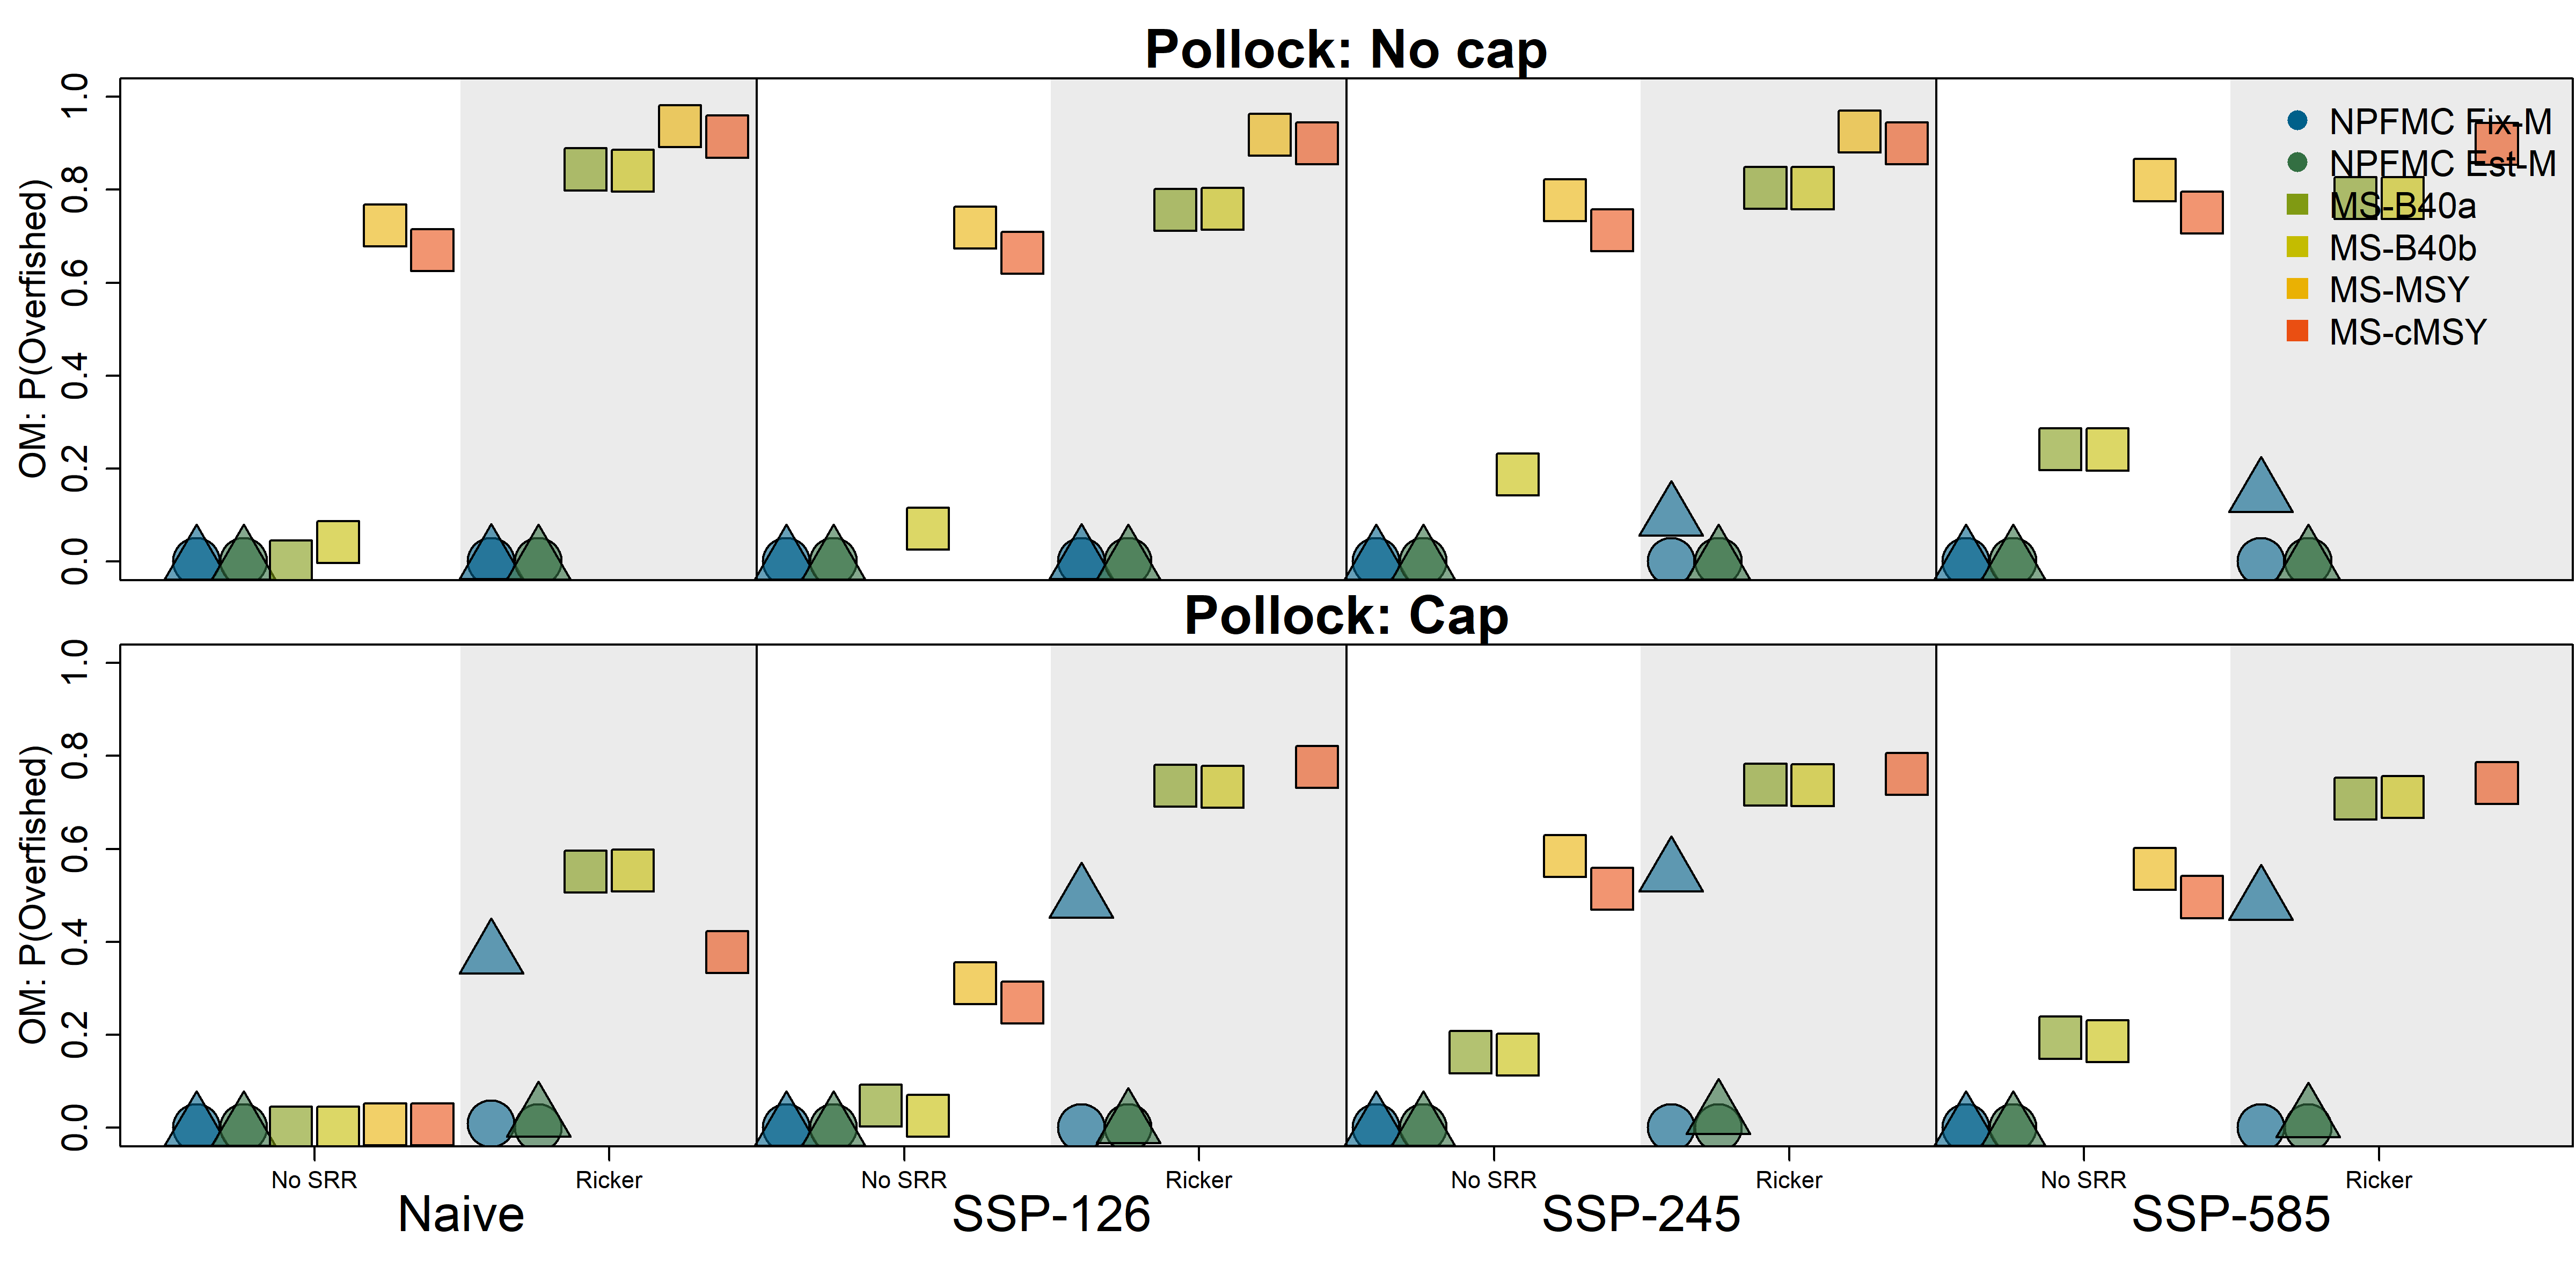 Pollock: No cap
OM: P(Overfished)
1.0
0.8
0.6
0.4
0.2
0.0
NPFMC Fix-M
NPFMC Est-M
MS-B40a
MS-B40b
MS-MSY
MS-cMSY
Pollock: Cap
OM: P(Overfished)
1.0
0.8
0.6
0.4
0.2
0.0
No SRR Ricker No SRR Ricker No SRR Ricker No SRR Ricker
Naive SSP-126 SSP-245 SSP-585